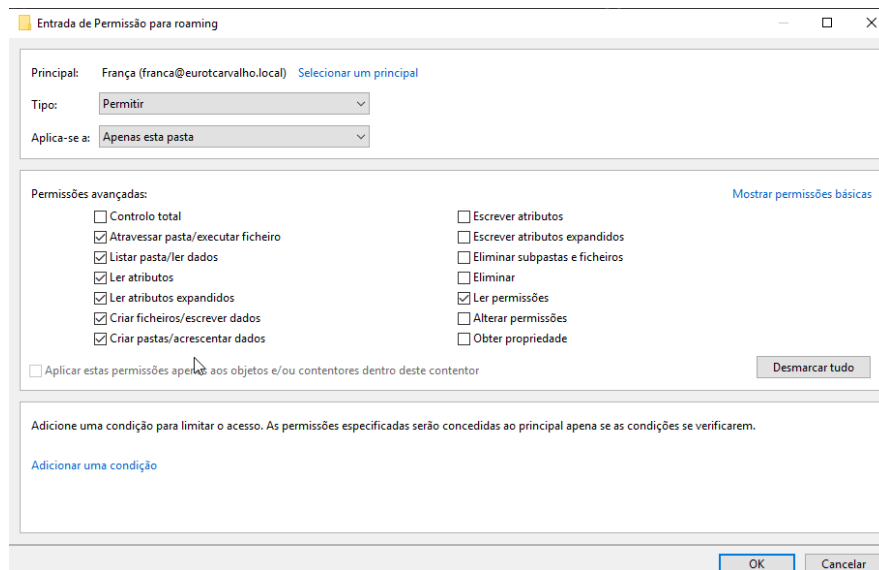 Entrada de Permissão para roaming
Principal: França (franca@eurotcarvalho.local) Selecionar um principal
Tipo: Permitir
Aplica-se a: Apenas esta pasta
Permissões avançadas: Mostrar permissões básicas
Controlo total Escrever atributos
Atravessar pasta/executar ficheiro Escrever atributos expandidos
Listar pasta/ler dados Eliminar subpastas e ficheiros
Ler atributos Eliminar
Ler atributos expandidos Ler permissões
Criar ficheiros/escrever dados Alterar permissões
Criar pastas/acrescentar dados Obter propriedade
Aplicar estas permissões apenas aos objetos e/ou contentores dentro deste contentor Desmarcar tudo
Adicione uma condição para limitar o acesso. As permissões especificadas serão concedidas ao principal apena se as condições se verificarem.
Adicionar uma condição
OK Cancelar